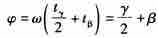 φ = ω(t_γ/2 + t_β) = γ/2 + β